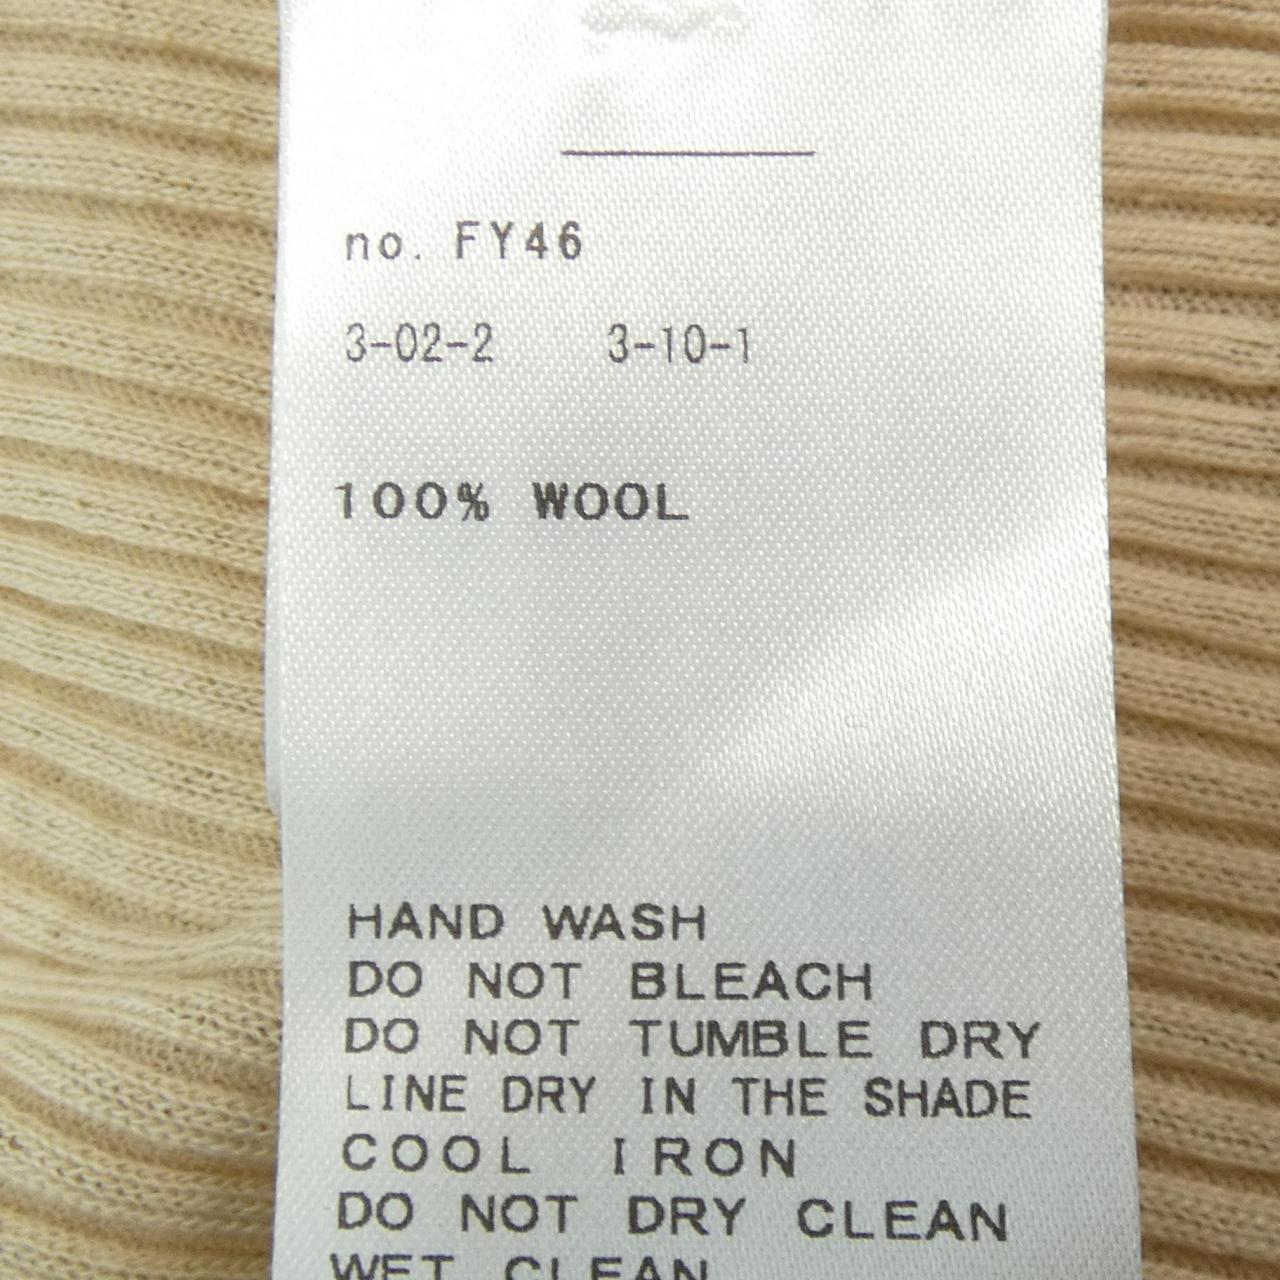 no. FY46
3-02-2 3-10-1
100% WOOL
HAND WASH
DO NOT BLEACH
DO NOT TUMBLE DRY
LINE DRY IN THE SHADE
COOL IRON
DO NOT DRY CLEAN
WET CLEAN